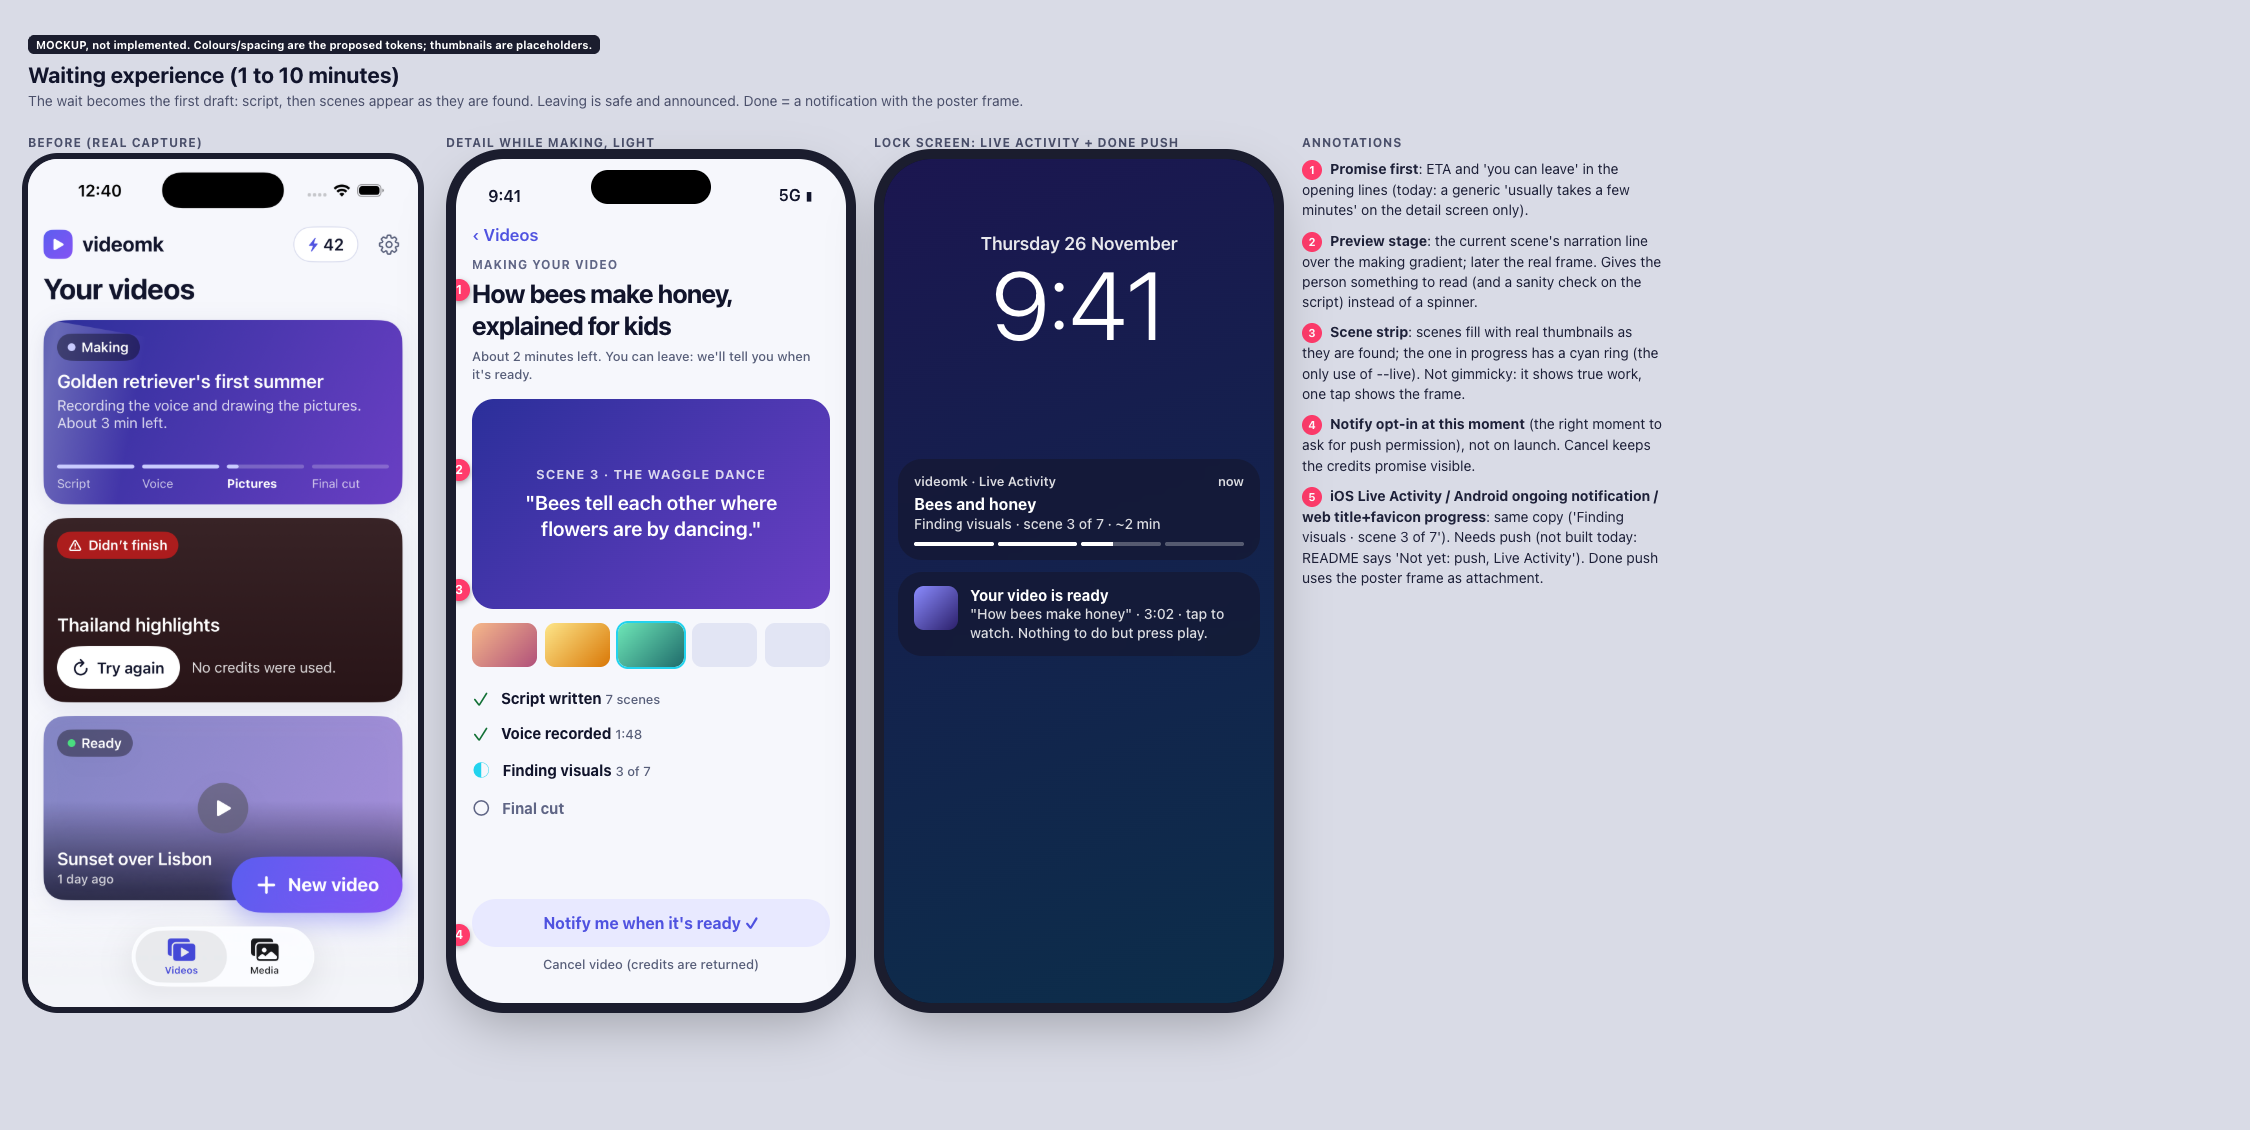 MOCKUP, not implemented. Colours/spacing are the proposed tokens; thumbnails are placeholders.
Waiting experience (1 to 10 minutes)
The wait becomes the first draft: script, then scenes appear as they are found. Leaving is safe and announced. Done = a notification with the poster frame.
BEFORE (REAL CAPTURE)
12:40
videomk
42
Your videos
Making
Golden retriever's first summer
Recording the voice and drawing the pictures.
About 3 min left.
Script Voice Pictures Final cut
Didn't finish
Thailand highlights
Try again No credits were used.
Ready
Sunset over Lisbon
1 day ago
+ New video
Videos Media
DETAIL WHILE MAKING, LIGHT
9:41 5G
‹ Videos
MAKING YOUR VIDEO
1
How bees make honey,
explained for kids
About 2 minutes left. You can leave: we'll tell you when
it's ready.
2
SCENE 3 · THE WAGGLE DANCE
"Bees tell each other where
flowers are by dancing."
3
Script written 7 scenes
Voice recorded 1:48
Finding visuals 3 of 7
Final cut
4
Notify me when it's ready ✓
Cancel video (credits are returned)
LOCK SCREEN: LIVE ACTIVITY + DONE PUSH
Thursday 26 November
9:41
videomk · Live Activity now
Bees and honey
Finding visuals · scene 3 of 7 · ~2 min
Your video is ready
"How bees make honey" · 3:02 · tap to
watch. Nothing to do but press play.
ANNOTATIONS
1 Promise first: ETA and 'you can leave' in the
opening lines (today: a generic 'usually takes a few
minutes' on the detail screen only).
2 Preview stage: the current scene's narration line
over the making gradient; later the real frame. Gives the
person something to read (and a sanity check on the
script) instead of a spinner.
3 Scene strip: scenes fill with real thumbnails as
they are found; the one in progress has a cyan ring (the
only use of --live). Not gimmicky: it shows true work,
one tap shows the frame.
4 Notify opt-in at this moment (the right moment to
ask for push permission), not on launch. Cancel keeps
the credits promise visible.
5 iOS Live Activity / Android ongoing notification /
web title+favicon progress: same copy ('Finding
visuals · scene 3 of 7'). Needs push (not built today:
README says 'Not yet: push, Live Activity'). Done push
uses the poster frame as attachment.